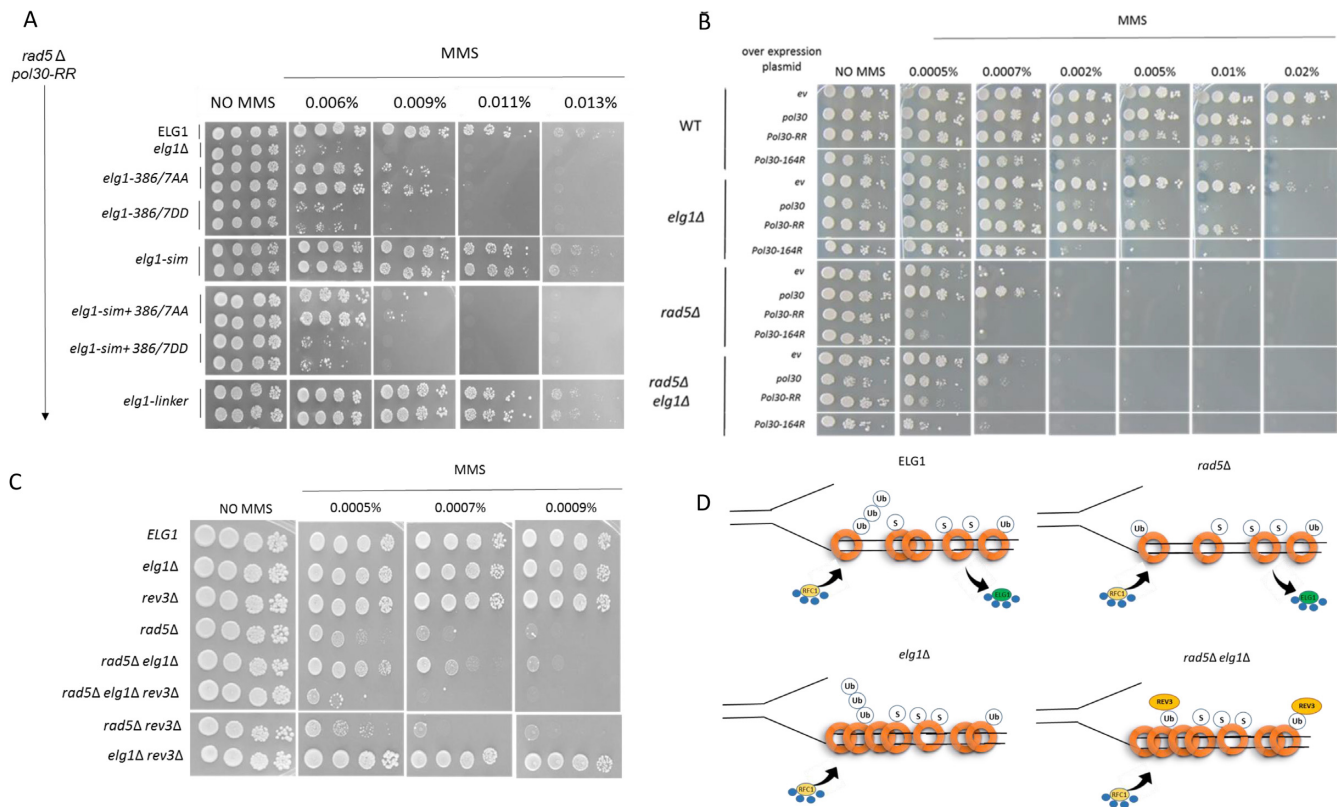 A
rad5 Δ
pol30-RR
MMS
NO MMS 0.006% 0.009% 0.011% 0.013%
ELG1
elg1Δ
elg1-386/7AA
elg1-386/7DD
elg1-sim
elg1-sim+386/7AA
elg1-sim+386/7DD
elg1-linker
B
MMS
over expression
plasmid
NO MMS 0.0005% 0.0007% 0.002% 0.005% 0.01% 0.02%
WT
ev
pol30
Pol30-RR
Pol30-164R
elg1Δ
ev
pol30
Pol30-RR
Pol30-164R
rad5Δ
ev
pol30
Pol30-RR
Pol30-164R
rad5Δ
elg1Δ
ev
pol30
Pol30-RR
Pol30-164R
C
MMS
NO MMS 0.0005% 0.0007% 0.0009%
ELG1
elg1Δ
rev3Δ
rad5Δ
rad5Δ elg1Δ
rad5Δ elg1Δ rev3Δ
rad5Δ rev3Δ
elg1Δ rev3Δ
D
ELG1
Ub
Ub
Ub S S S Ub
RFC1
ELG1
rad5Δ
Ub S S S Ub
RFC1
ELG1
elg1Δ
Ub
Ub
Ub S S S Ub
RFC1
rad5Δ elg1Δ
REV3 REV3
Ub S S S Ub
RFC1